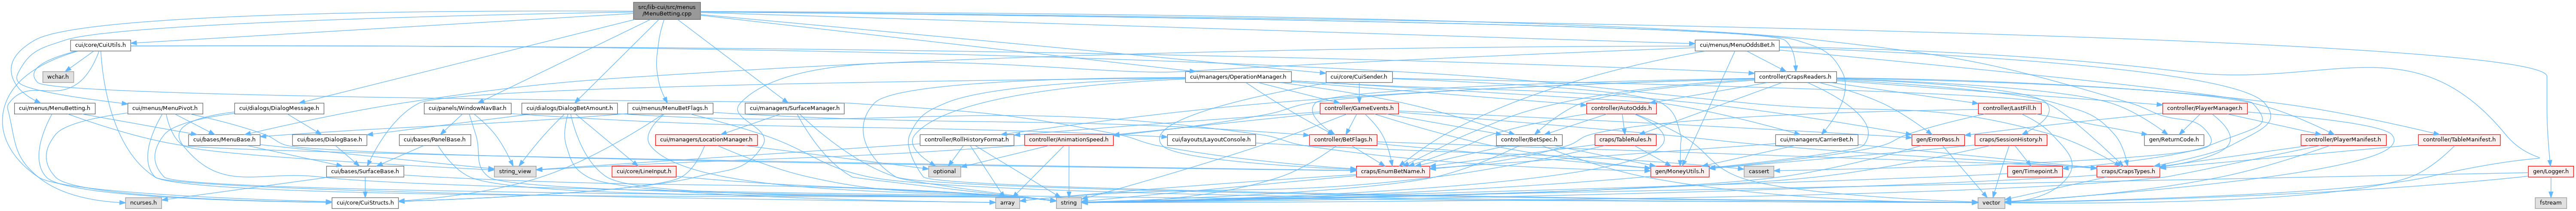 src/lib-cui/src/menus
/MenuBetting.cpp
cui/core/CuiUtils.h
cui/menus/MenuOddsBet.h
wchar.h
cui/managers/OperationManager.h
cui/core/CuiSender.h
controller/CrapsReaders.h
cui/menus/MenuBetting.h
cui/menus/MenuPivot.h
cui/dialogs/DialogMessage.h
cui/panels/WindowNavBar.h
cui/dialogs/DialogBetAmount.h
cui/menus/MenuBetFlags.h
cui/managers/SurfaceManager.h
controller/GameEvents.h
controller/AutoOdds.h
controller/LastFill.h
controller/PlayerManager.h
cui/bases/MenuBase.h
cui/bases/DialogBase.h
cui/bases/PanelBase.h
cui/managers/LocationManager.h
controller/RollHistoryFormat.h
controller/AnimationSpeed.h
cui/layouts/LayoutConsole.h
controller/BetFlags.h
controller/BetSpec.h
craps/TableRules.h
cui/managers/CarrierBet.h
gen/ErrorPass.h
craps/SessionHistory.h
gen/ReturnCode.h
controller/PlayerManifest.h
controller/TableManifest.h
cui/bases/SurfaceBase.h
string_view
cui/core/LineInput.h
optional
craps/EnumBetName.h
gen/MoneyUtils.h
cassert
gen/Timepoint.h
craps/CrapsTypes.h
gen/Logger.h
ncurses.h
cui/core/CuiStructs.h
array
string
vector
fstream